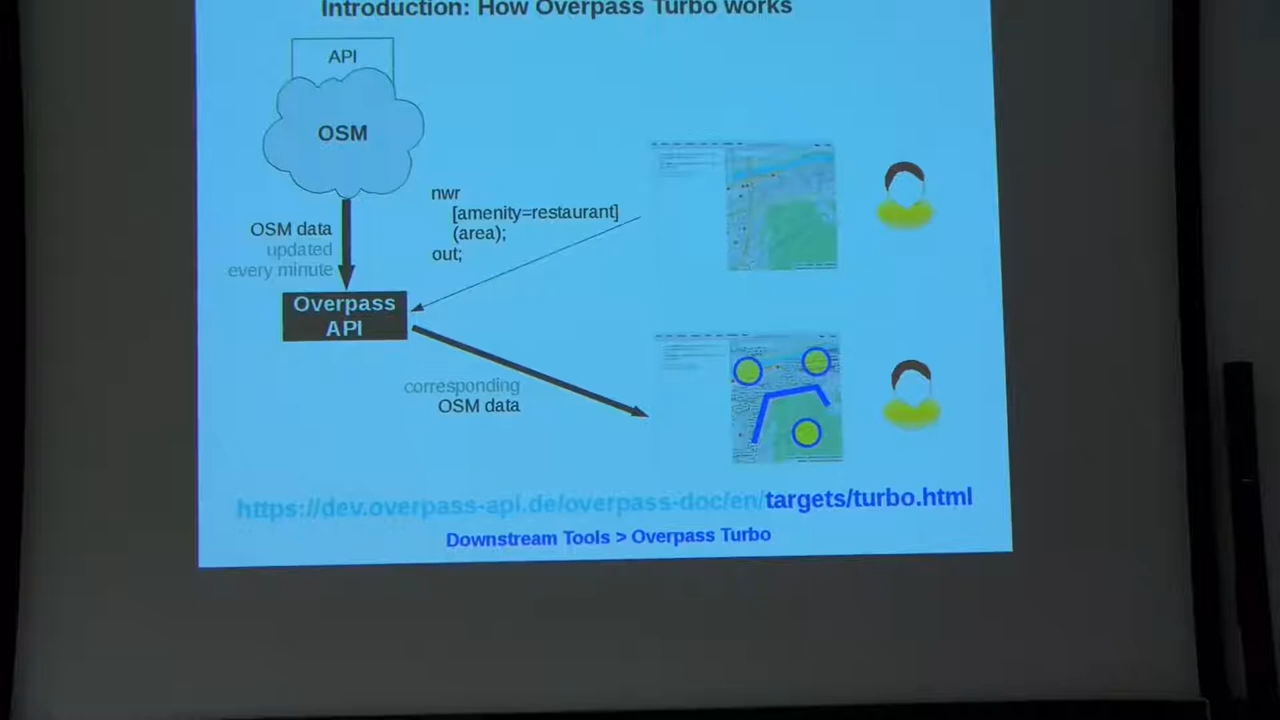 Introduction: How Overpass Turbo works
API
OSM
nwr
[amenity=restaurant]
(area);
out;
OSM data
updated
every minute
Overpass
API
corresponding
OSM data
https://dev.overpass-api.de/overpass-doc/en/targets/turbo.html
Downstream Tools > Overpass Turbo